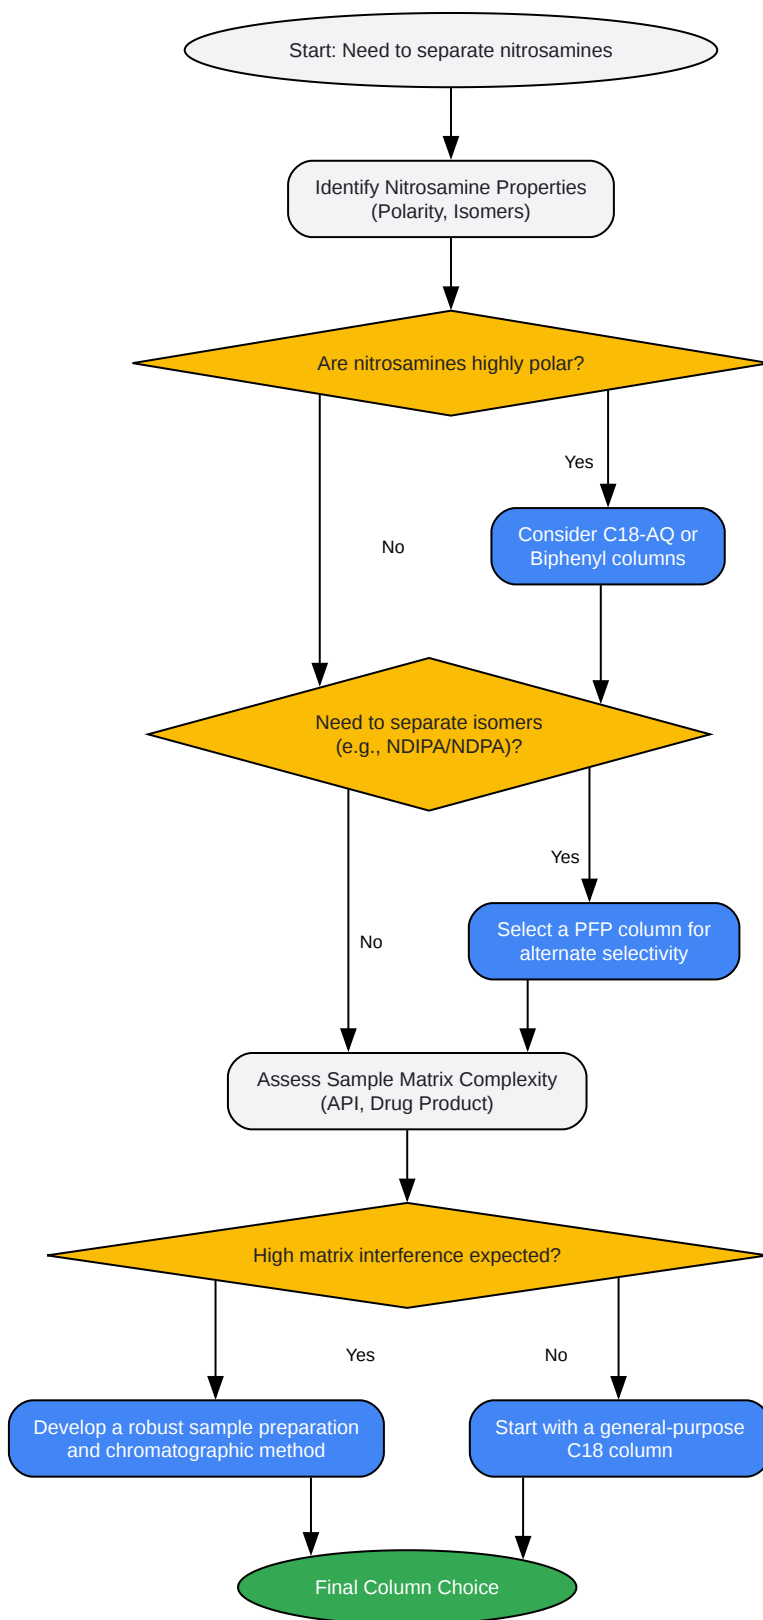 Start: Need to separate nitrosamines
Identify Nitrosamine Properties
(Polarity, Isomers)
Are nitrosamines highly polar?
Yes
Consider C18-AQ or
Biphenyl columns
No
Need to separate isomers
(e.g., NDIPA/NDPA)?
Yes
Select a PFP column for
alternate selectivity
No
Assess Sample Matrix Complexity
(API, Drug Product)
High matrix interference expected?
Yes
No
Develop a robust sample preparation
and chromatographic method
Start with a general-purpose
C18 column
Final Column Choice